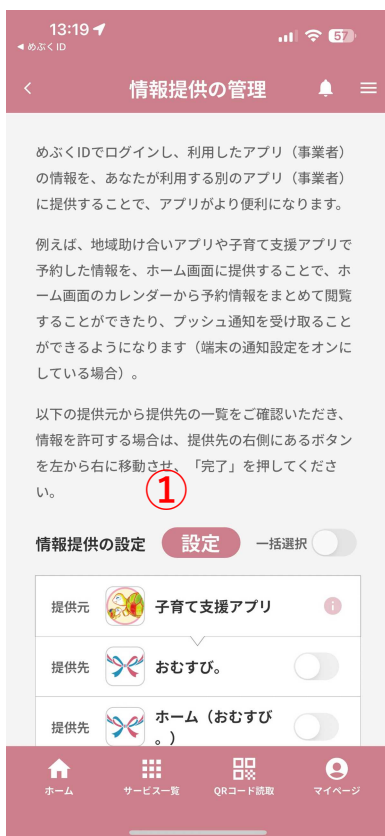 13:19
57
◀ めぶく ID
情報提供の管理
めぶくIDでログインし、利用したアプリ（事業者）
の情報を、あなたが利用する別のアプリ（事業者）
に提供することで、アプリがより便利になります。
例えば、地域助け合いアプリや子育て支援アプリで
予約した情報を、ホーム画面に提供することで、ホ
ーム画面のカレンダーから予約情報をまとめて閲覧
することができたり、プッシュ通知を受け取ること
ができるようになります（端末の通知設定をオンに
している場合）。
以下の提供元から提供先の一覧をご確認いただき、
情報を許可する場合は、提供先の右側にあるボタン
を左から右に移動させ、「完了」を押してくださ
い。
①
情報提供の設定 設定 一括選択
提供元 子育て支援アプリ
提供先 おむすび。
提供先 ホーム（おむすび
。）
ホーム サービス一覧 QRコード読取 マイページ